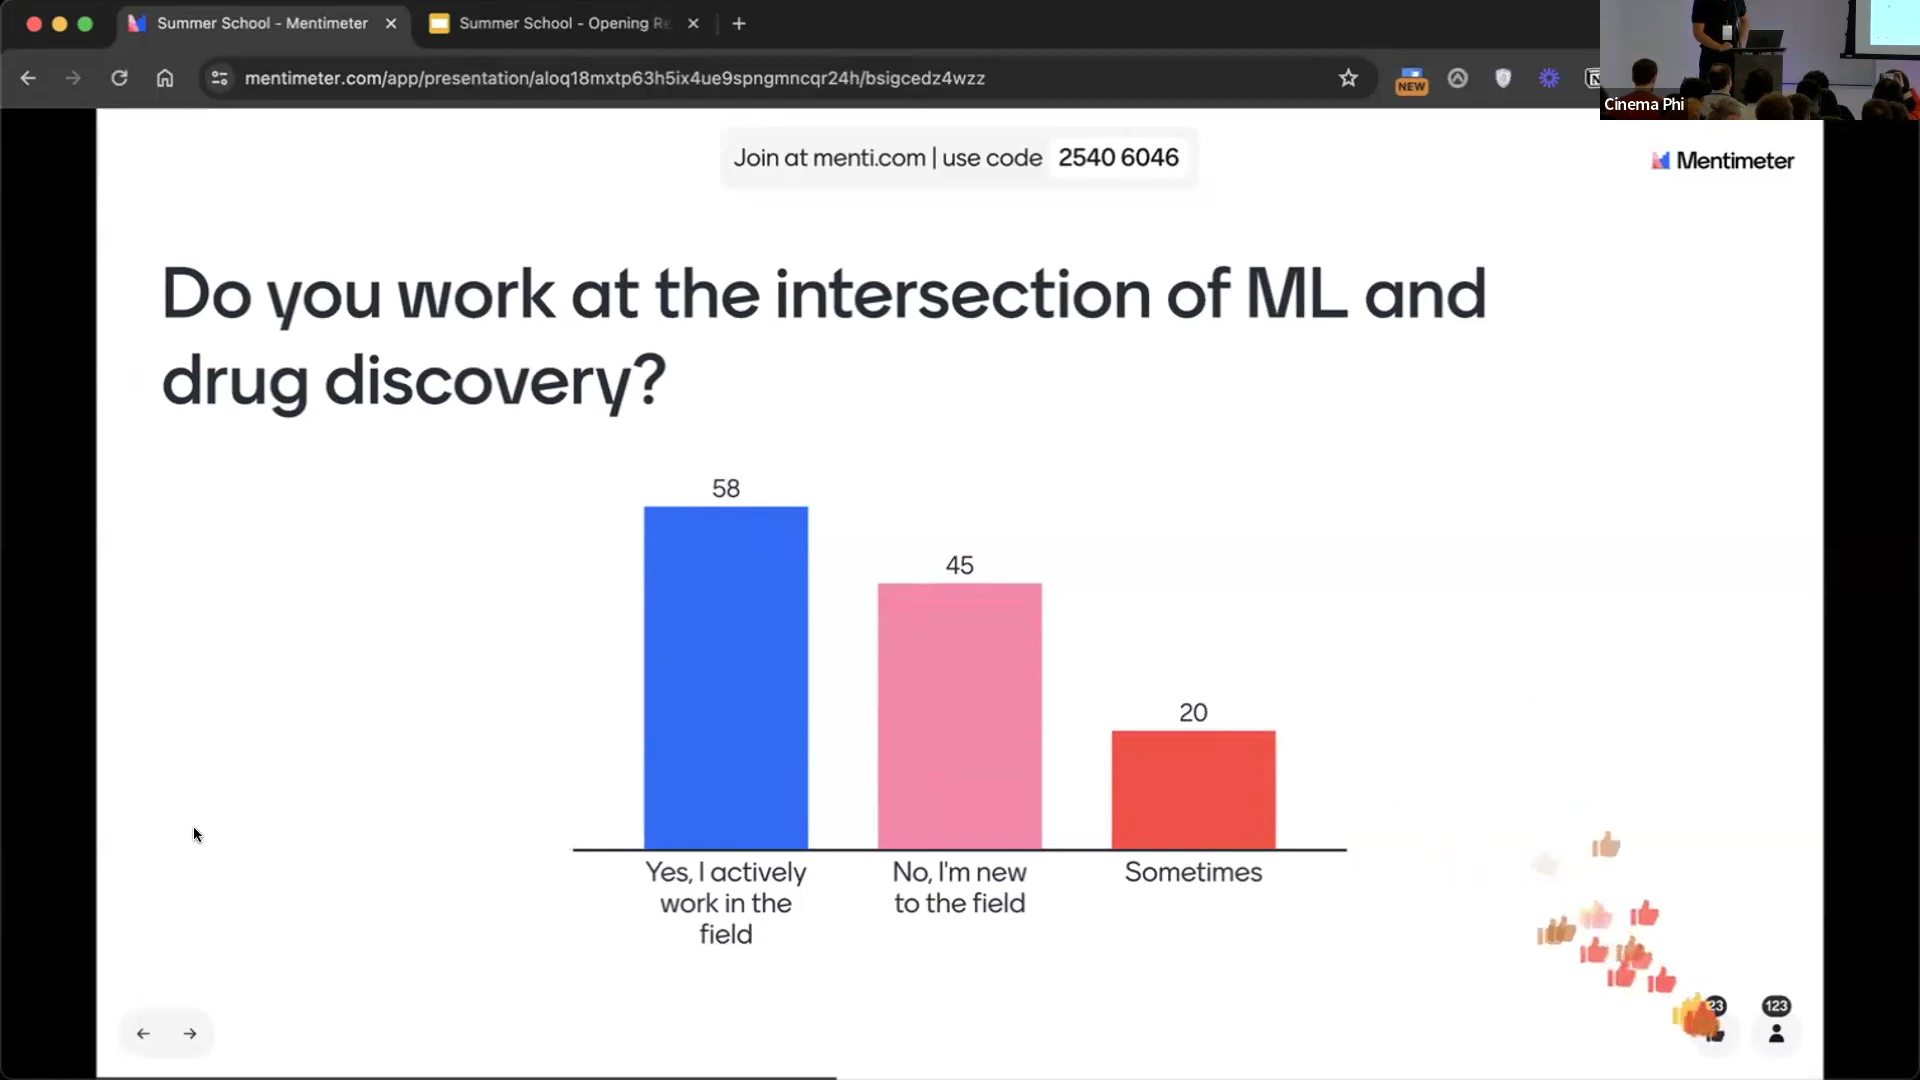 Summer School - Mentimeter
Summer School - Opening Re
mentimeter.com/app/presentation/aloq18mxtp63h5ix4ue9spngmncqr24h/bsigcedz4wzz
NEW
Cinema Phi
Join at menti.com | use code 2540 6046
Mentimeter
Do you work at the intersection of ML and
drug discovery?
58
45
20
Yes, I actively
work in the
field
No, I'm new
to the field
Sometimes
23
123